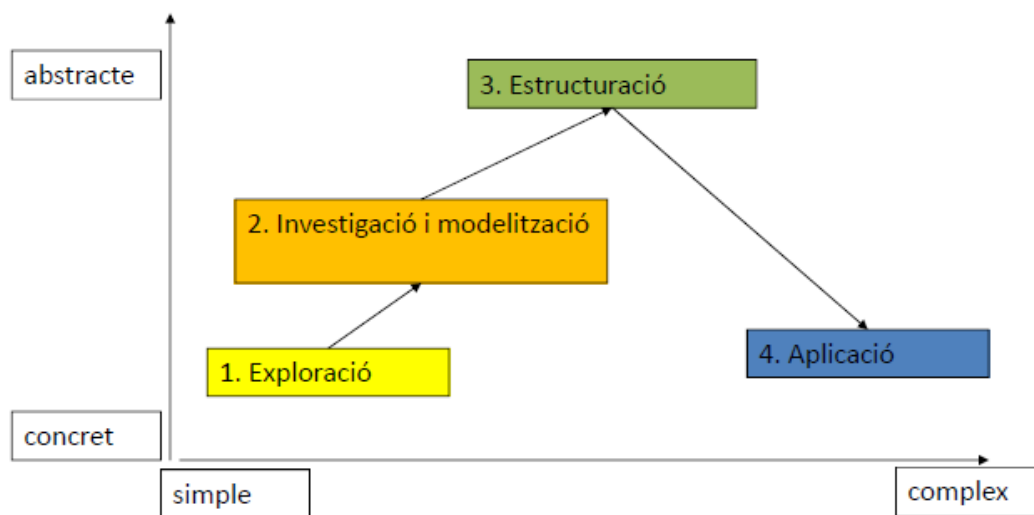 abstracte
3. Estructuració
2. Investigació i modelització
1. Exploració
4. Aplicació
concret
simple
complex